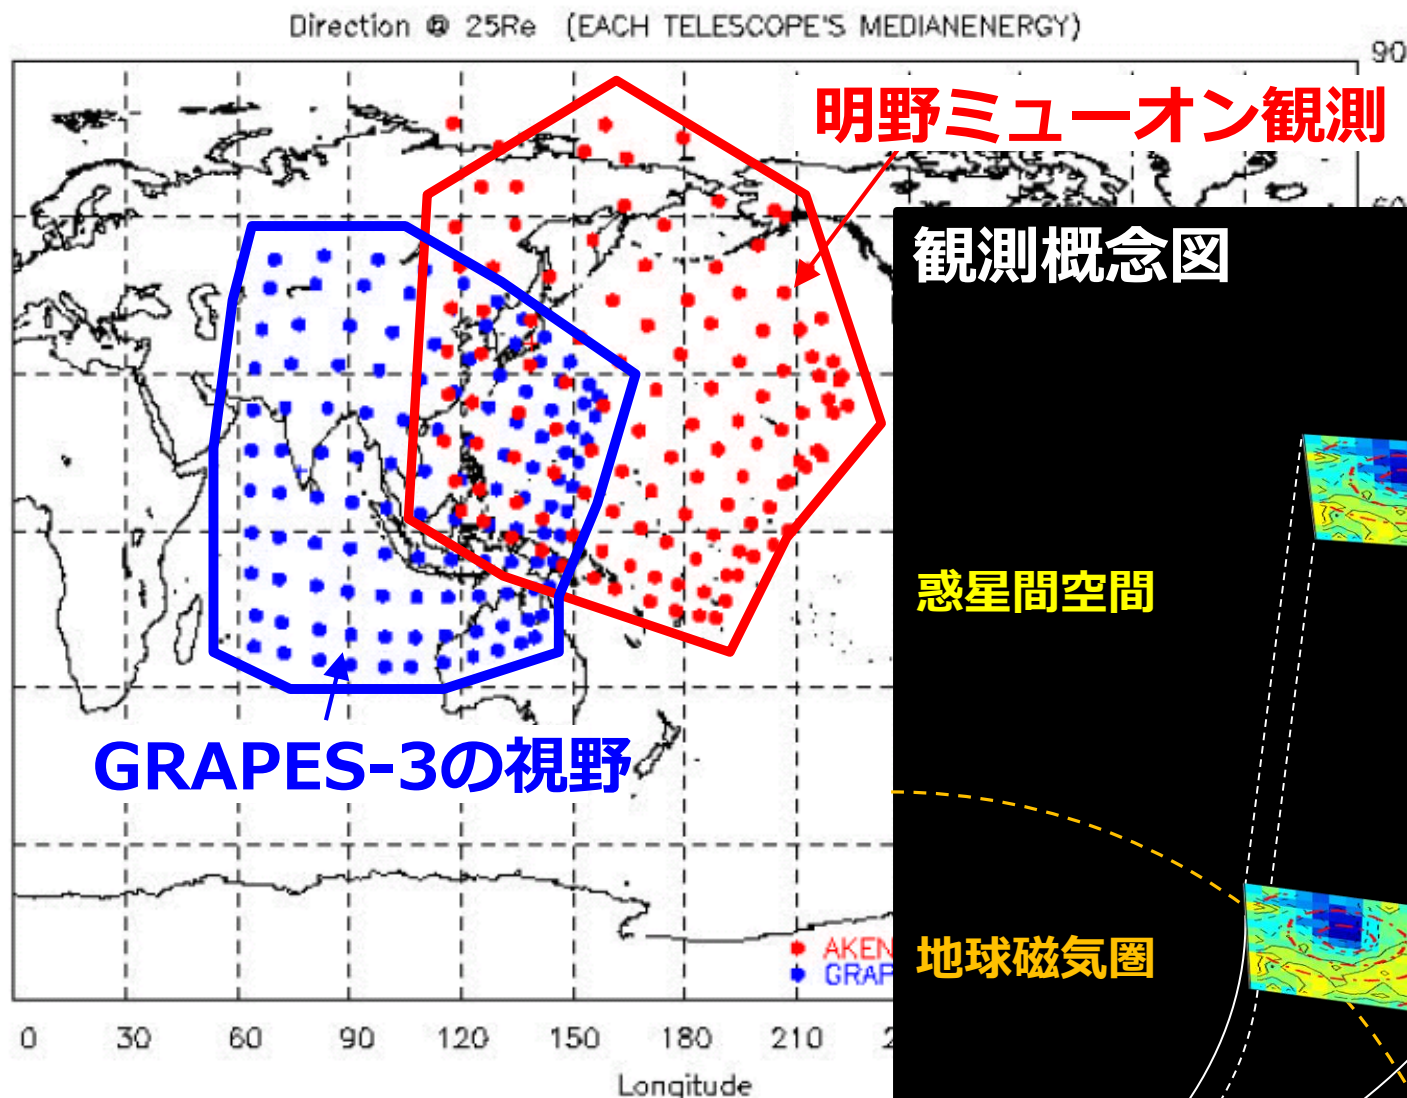 Direction @ 25Re (EACH TELESCOPE'S MEDIANENERGY)
90
明野ミューオン観測
観測概念図
惑星間空間
GRAPES-3の視野
地球磁気圏
AKEN
GRAP
0 30 60 90 120 150 180 210 2
Longitude